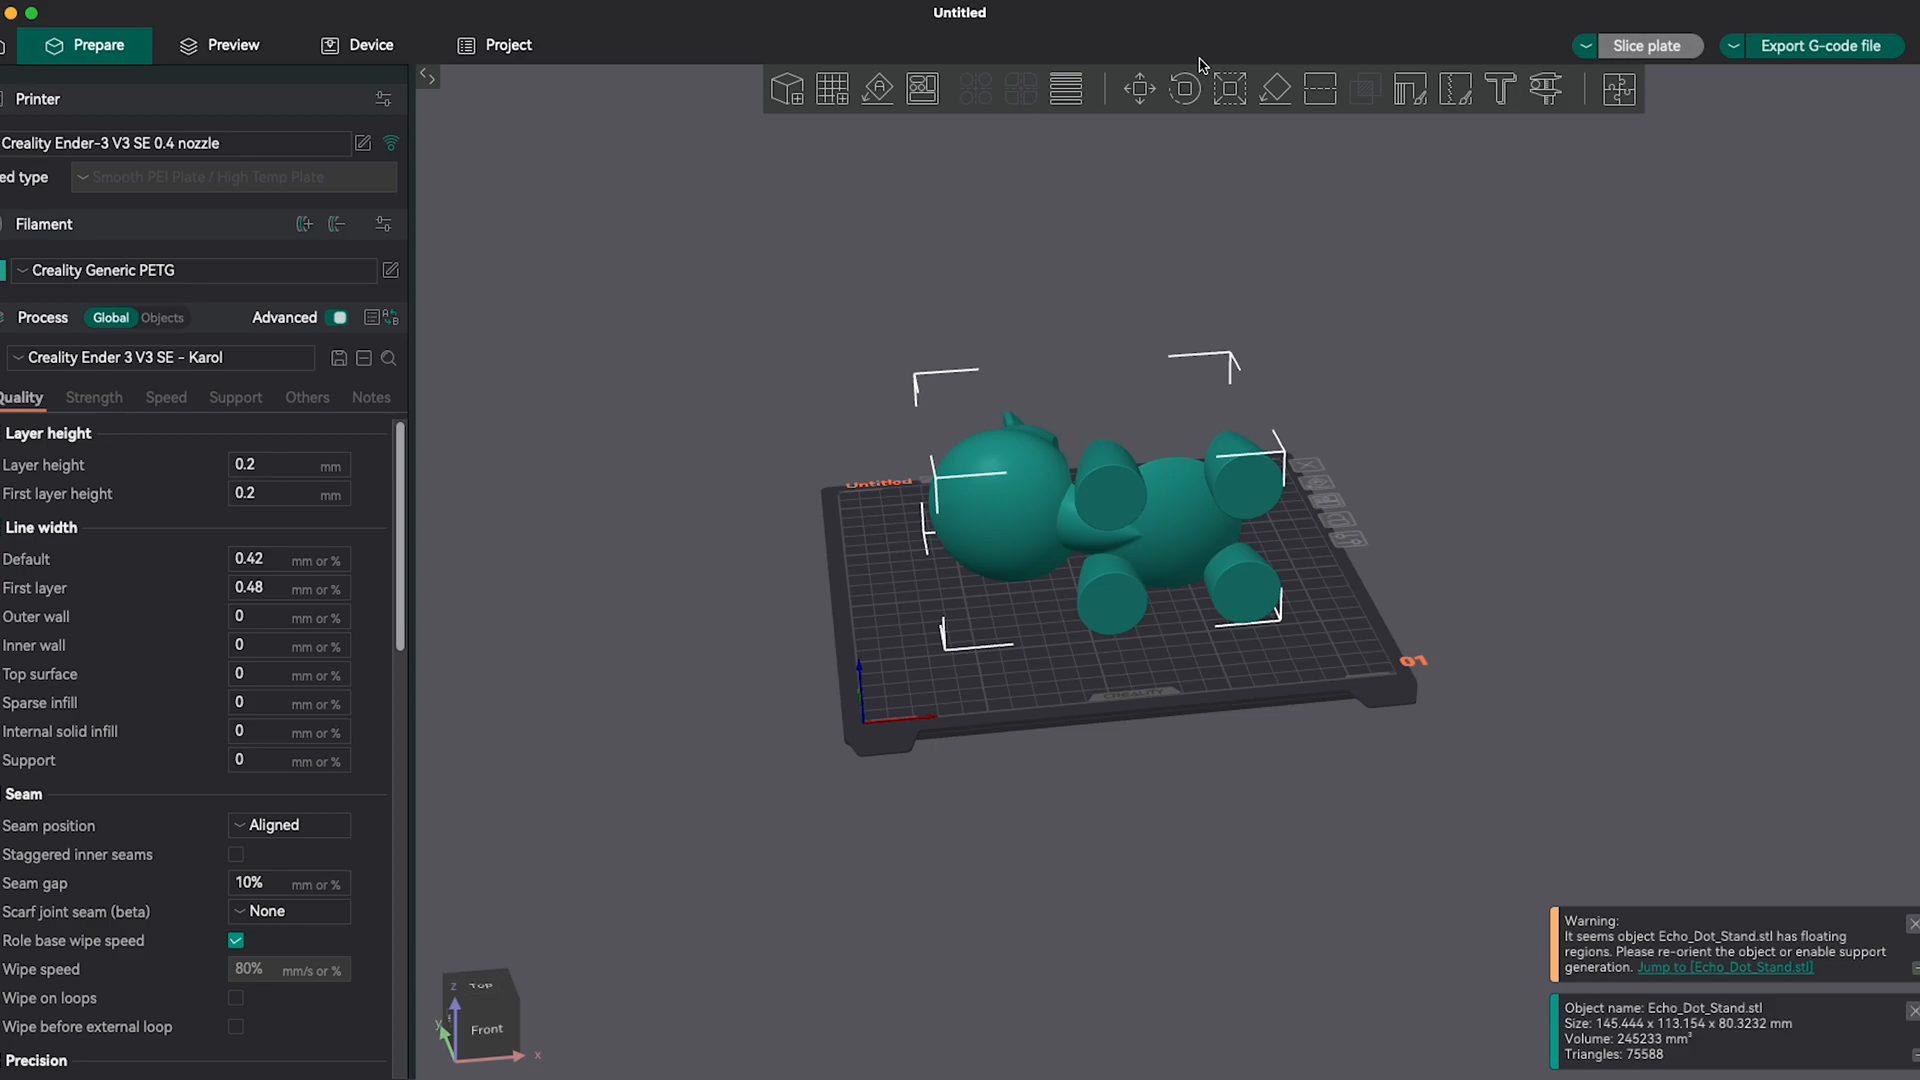 Untitled
Prepare
Preview
Device
Project
Slice plate
Export G-code file
Printer
Creality Ender-3 V3 SE 0.4 nozzle
ed type
Smooth PEI Plate / High Temp Plate
Filament
Creality Generic PETG
Process
Global
Objects
Advanced
Creality Ender 3 V3 SE - Karol
Quality
Strength
Speed
Support
Others
Notes
Layer height
Layer height 0.2 mm
First layer height 0.2 mm
Line width
Default 0.42 mm or %
First layer 0.48 mm or %
Outer wall 0 mm or %
Inner wall 0 mm or %
Top surface 0 mm or %
Sparse infill 0 mm or %
Internal solid infill 0 mm or %
Support 0 mm or %
Seam
Seam position Aligned
Staggered inner seams
Seam gap 10% mm or %
Scarf joint seam (beta) None
Role base wipe speed
Wipe speed 80% mm/s or %
Wipe on loops
Wipe before external loop
Precision
Untitled
01
CREALITY
Z
Top
Front
y
x
Warning:
It seems object Echo_Dot_Stand.stl has floating
regions. Please re-orient the object or enable support
generation. Jump to [Echo_Dot_Stand.stl]
Object name: Echo_Dot_Stand.stl
Size: 145.444 x 113.154 x 80.3232 mm
Volume: 245233 mm³
Triangles: 75588